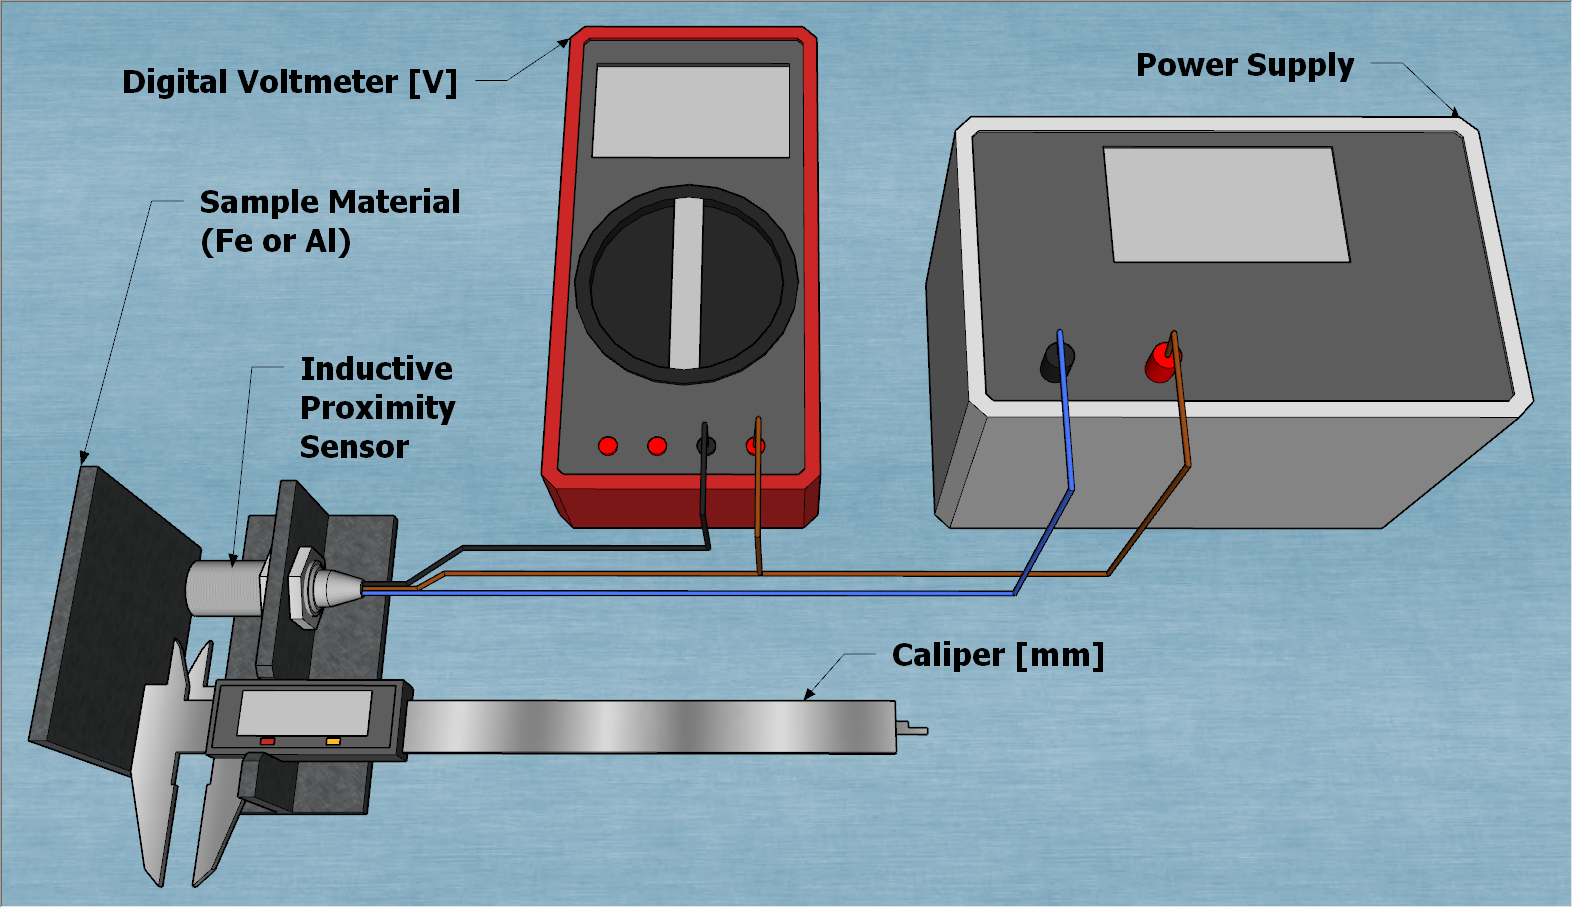 Digital Voltmeter [V]
Power Supply
Sample Material
(Fe or Al)
Inductive
Proximity
Sensor
Caliper [mm]